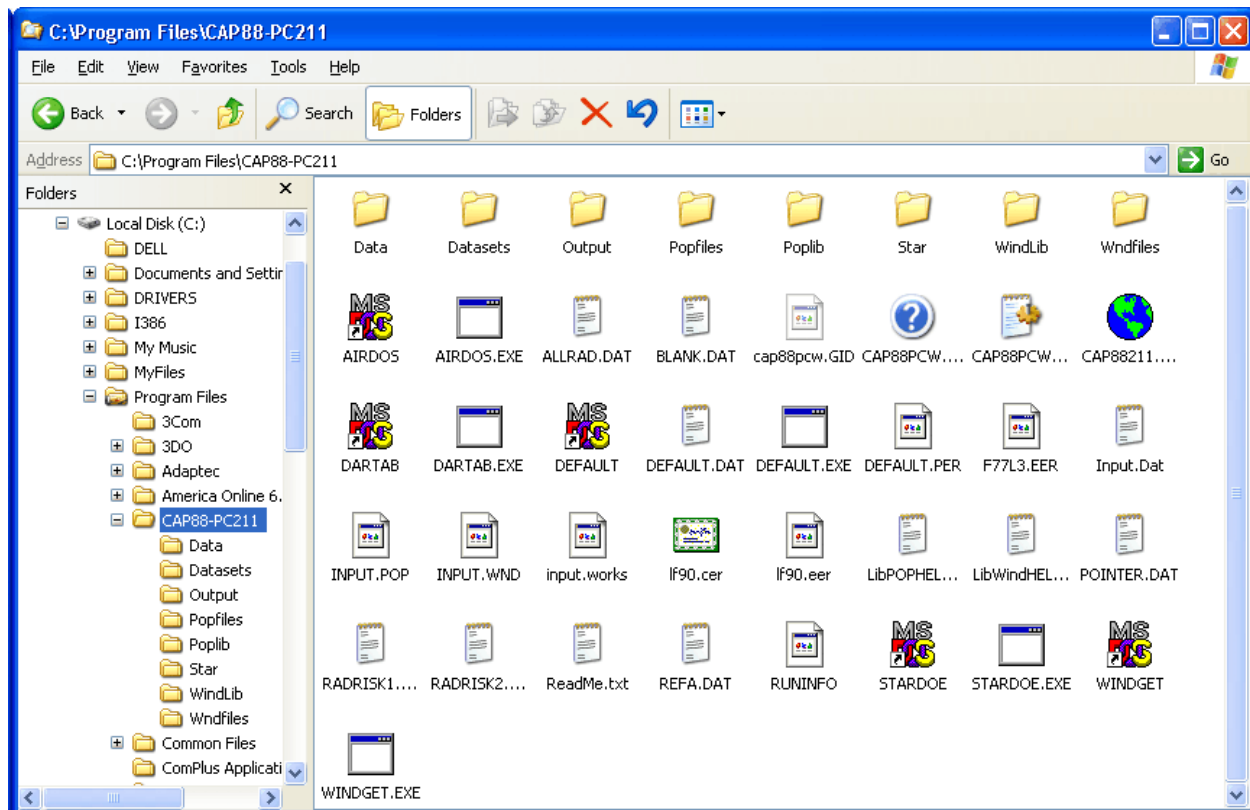 C:\Program Files\CAP88-PC211
File Edit View Favorites Tools Help
Back Search Folders
Address C:\Program Files\CAP88-PC211 Go
Folders
Local Disk (C:)
DELL
Documents and Settir
DRIVERS
I386
My Music
MyFiles
Program Files
3Com
3DO
Adaptec
America Online 6.
CAP88-PC211
Data
Datasets
Output
Popfiles
Poplib
Star
WindLib
Wndfiles
Common Files
ComPlus Applicati
Data Datasets Output Popfiles Poplib Star WindLib Wndfiles
MS
AIRDOS AIRDOS.EXE ALLRAD.DAT BLANK.DAT cap88pcw.GID CAP88PCW.... CAP88PCW... CAP88211....
MS MS
DARTAB DARTAB.EXE DEFAULT DEFAULT.DAT DEFAULT.EXE DEFAULT.PER F77L3.EER Input.Dat
INPUT.POP INPUT.WND input.works lf90.cer lf90.eer LibPOPHEL... LibWindHEL... POINTER.DAT
MS MS
RADRISK1.... RADRISK2.... ReadMe.txt REFA.DAT RUNINFO STARDOE STARDOE.EXE WINDGET
WINDGET.EXE